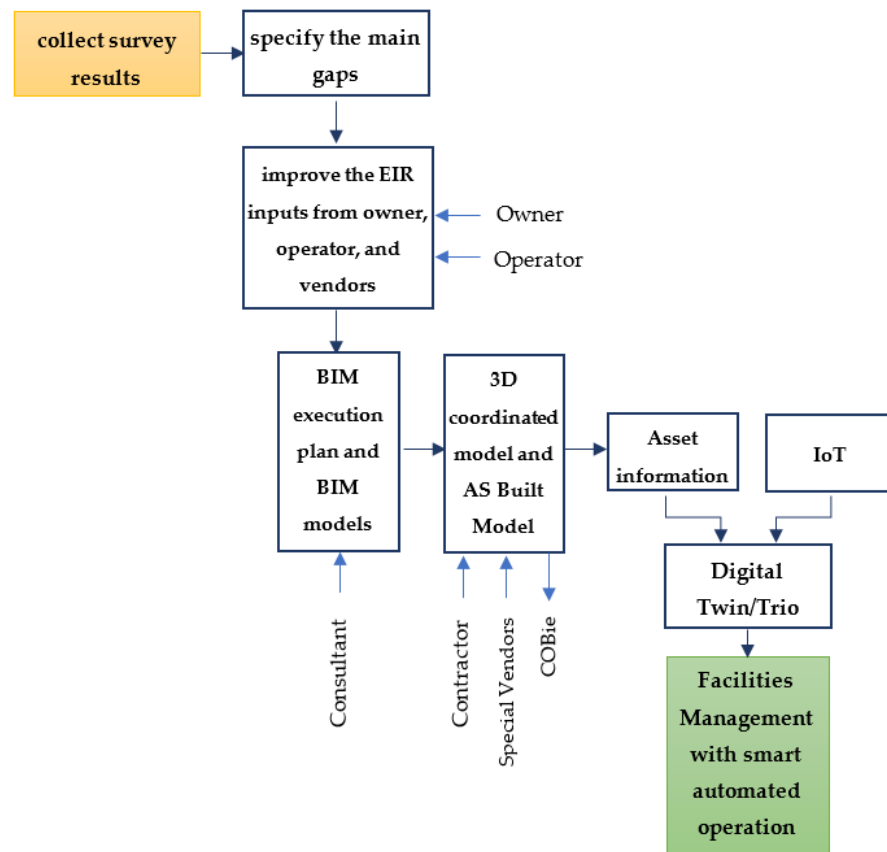 collect survey
results
specify the main
gaps
improve the EIR
inputs from owner,
operator, and
vendors
Owner
Operator
BIM
execution
plan and
BIM
models
3D
coordinated
model and
AS Built
Model
Asset
information
IoT
Digital
Twin/Trio
Consultant
Contractor
Special Vendors
COBie
Facilities
Management
with smart
automated
operation